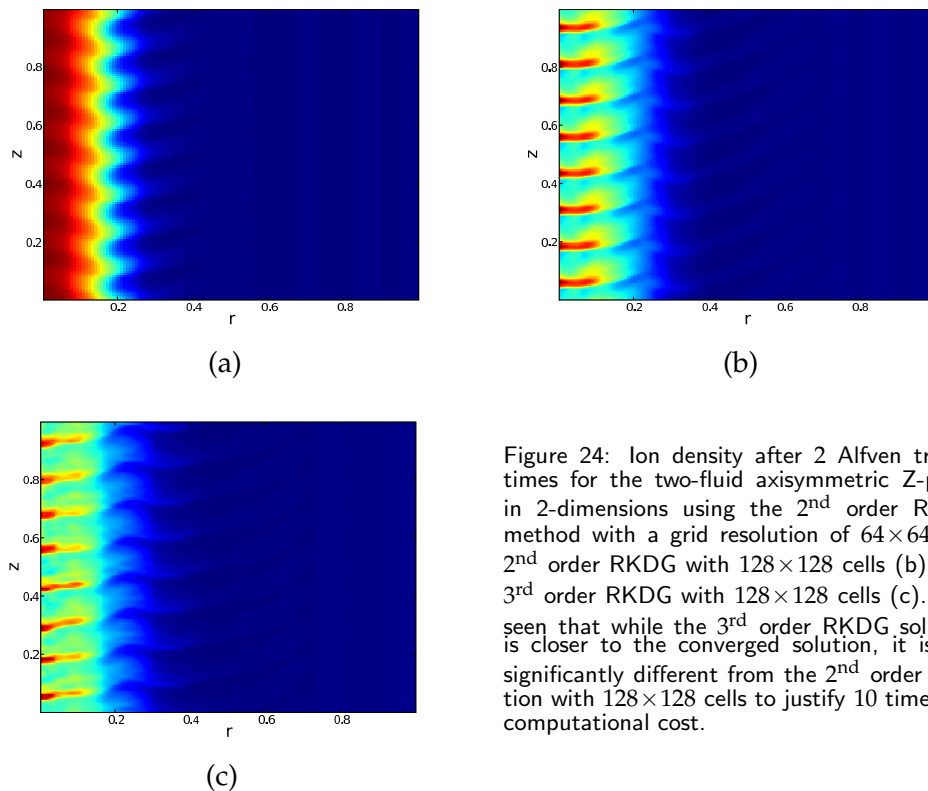 0.8
0.6
0.4
0.2
z
0.2 0.4 0.6 0.8
r
(a)
0.8
0.6
0.4
0.2
z
0.2 0.4 0.6 0.8
r
(b)
0.8
0.6
0.4
0.2
z
0.2 0.4 0.6 0.8
r
(c)
Figure 24: Ion density after 2 Alfven
times for the two-fluid axisymmetric
in 2-dimensions using the 2nd order
method with a grid resolution of 64×64
2nd order RKDG with 128×128 cells (b)
3rd order RKDG with 128×128 cells (c).
seen that while the 3rd order RKDG
is closer to the converged solution, it is
significantly different from the 2nd order
tion with 128×128 cells to justify 10
computational cost.